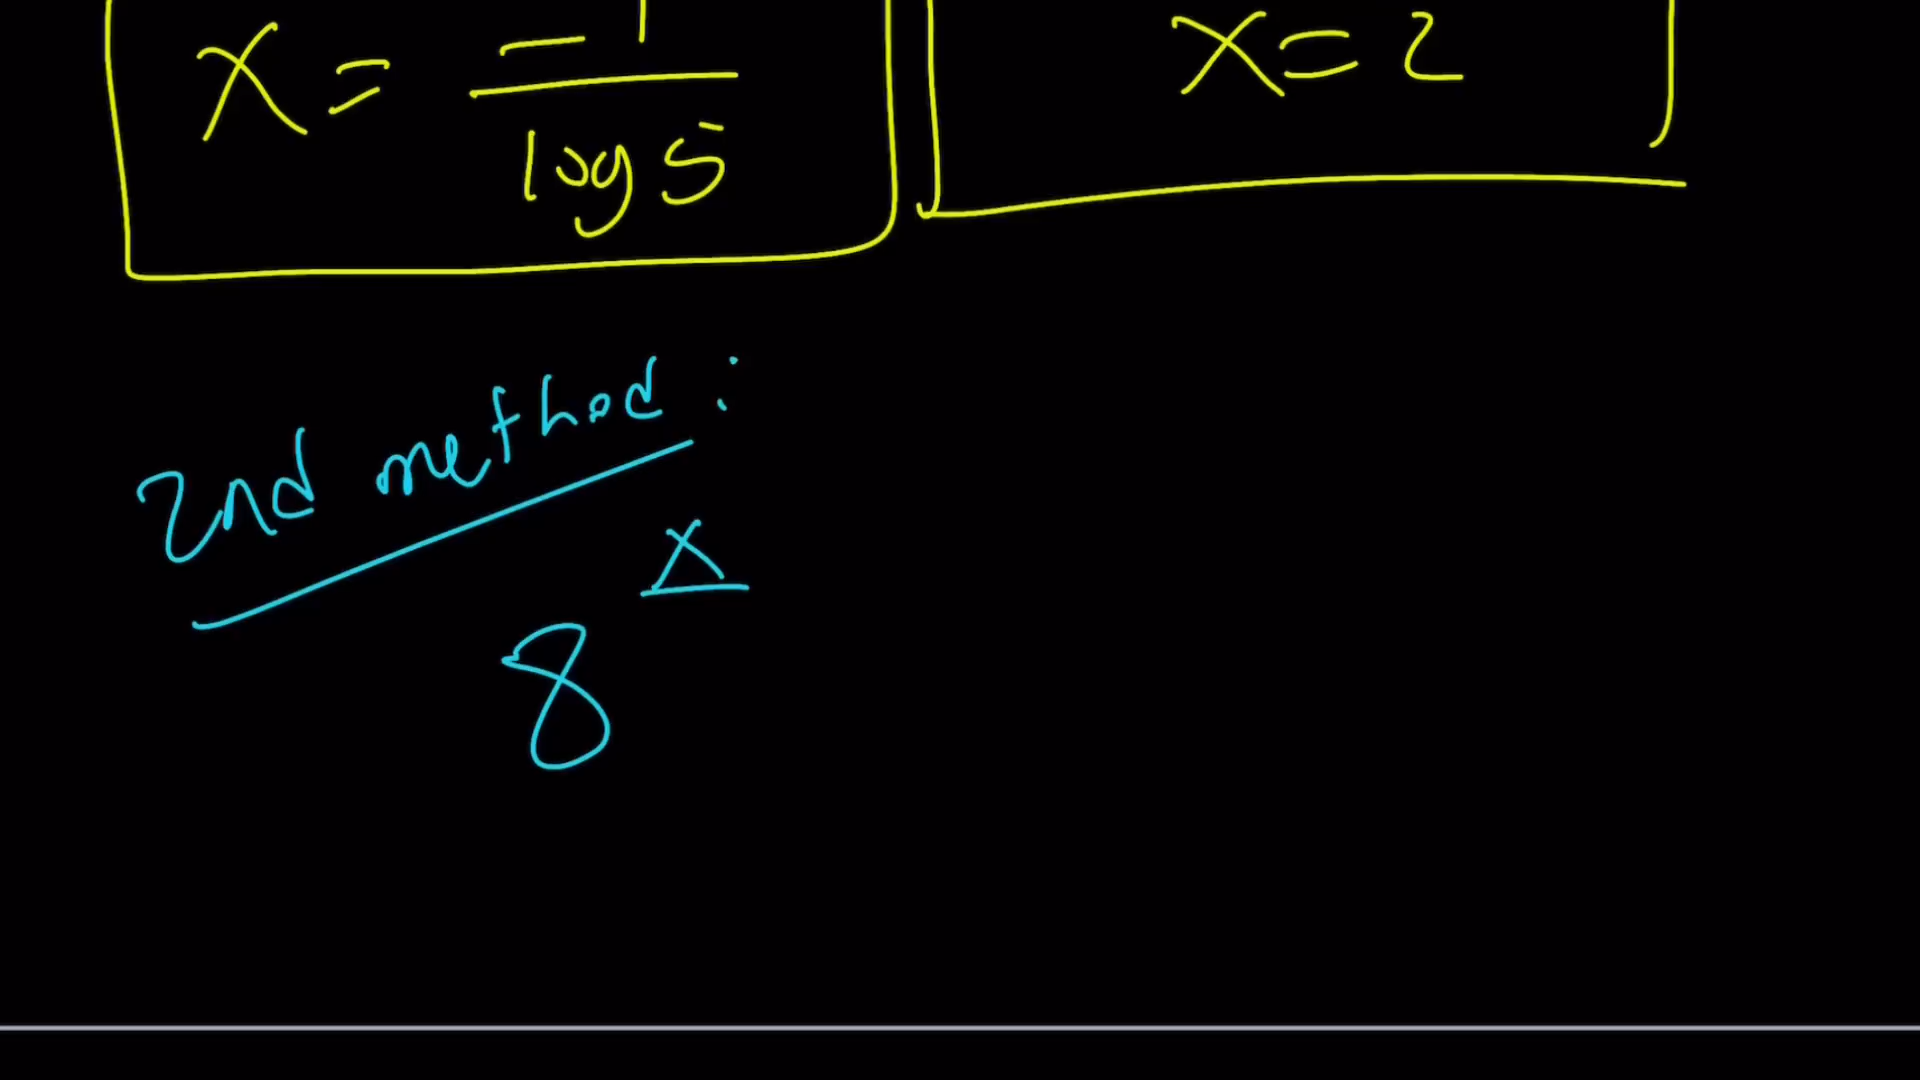 x = -1 / log 5
x = 2
2nd method:
x
8